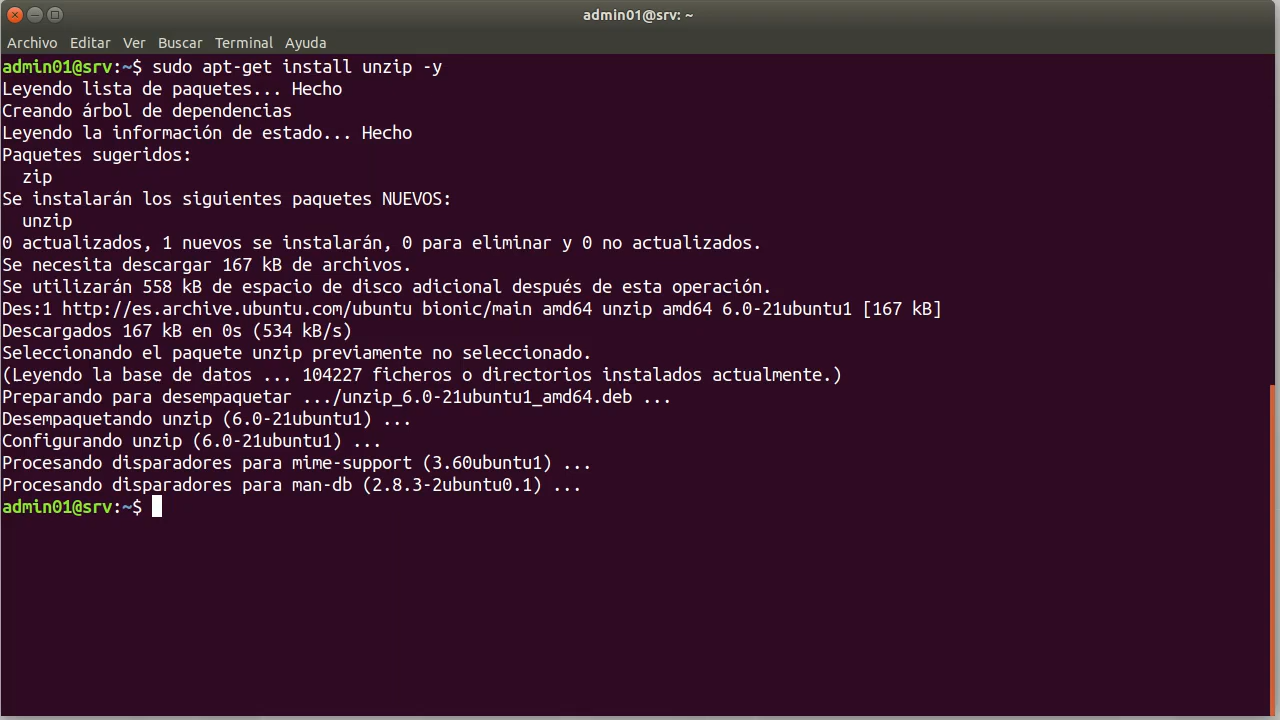 admin01@srv: ~
Archivo Editar Ver Buscar Terminal Ayuda
admin01@srv:~$ sudo apt-get install unzip -y
Leyendo lista de paquetes... Hecho
Creando árbol de dependencias
Leyendo la información de estado... Hecho
Paquetes sugeridos:
  zip
Se instalarán los siguientes paquetes NUEVOS:
  unzip
0 actualizados, 1 nuevos se instalarán, 0 para eliminar y 0 no actualizados.
Se necesita descargar 167 kB de archivos.
Se utilizarán 558 kB de espacio de disco adicional después de esta operación.
Des:1 http://es.archive.ubuntu.com/ubuntu bionic/main amd64 unzip amd64 6.0-21ubuntu1 [167 kB]
Descargados 167 kB en 0s (534 kB/s)
Seleccionando el paquete unzip previamente no seleccionado.
(Leyendo la base de datos ... 104227 ficheros o directorios instalados actualmente.)
Preparando para desempaquetar .../unzip_6.0-21ubuntu1_amd64.deb ...
Desempaquetando unzip (6.0-21ubuntu1) ...
Configurando unzip (6.0-21ubuntu1) ...
Procesando disparadores para mime-support (3.60ubuntu1) ...
Procesando disparadores para man-db (2.8.3-2ubuntu0.1) ...
admin01@srv:~$